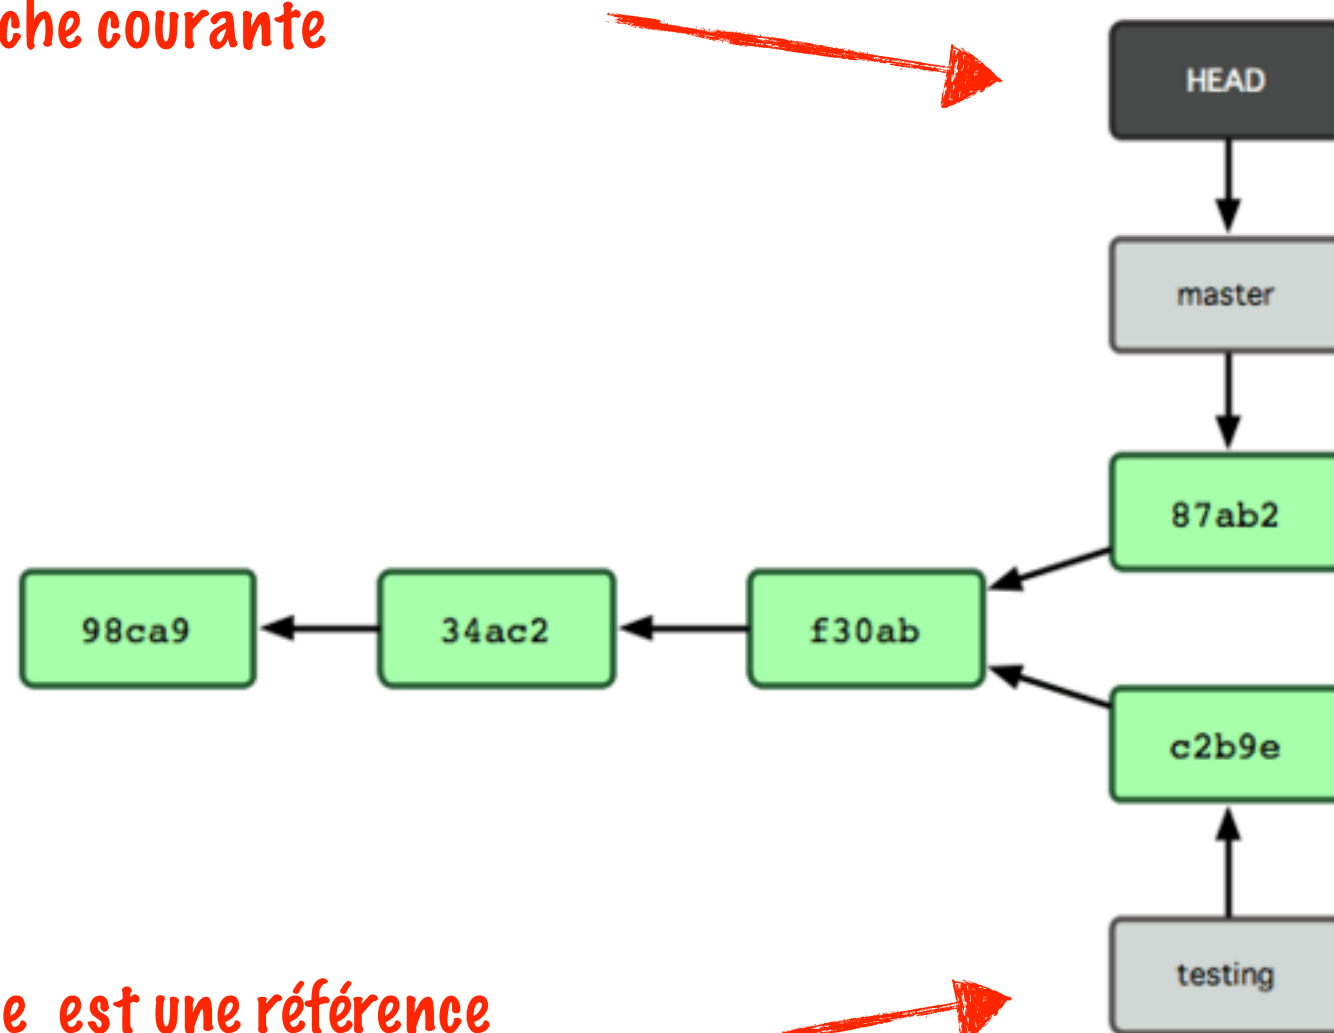 che courante
HEAD
master
87ab2
98ca9 34ac2 f30ab
c2b9e
testing
e est une référence